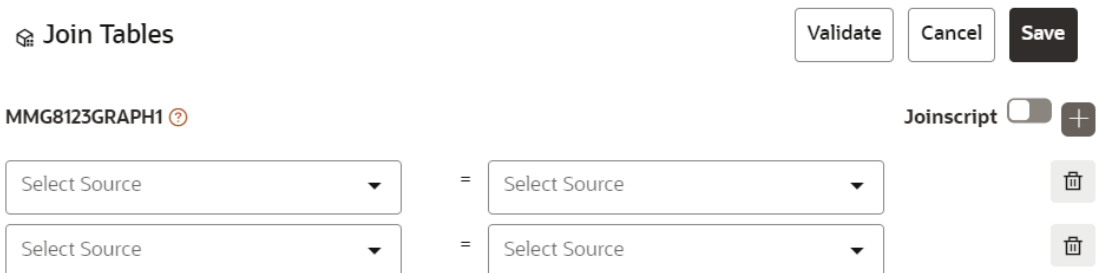 Join Tables Validate Cancel Save
MMG8123GRAPH1 ? Joinscript +
Select Source = Select Source
Select Source = Select Source